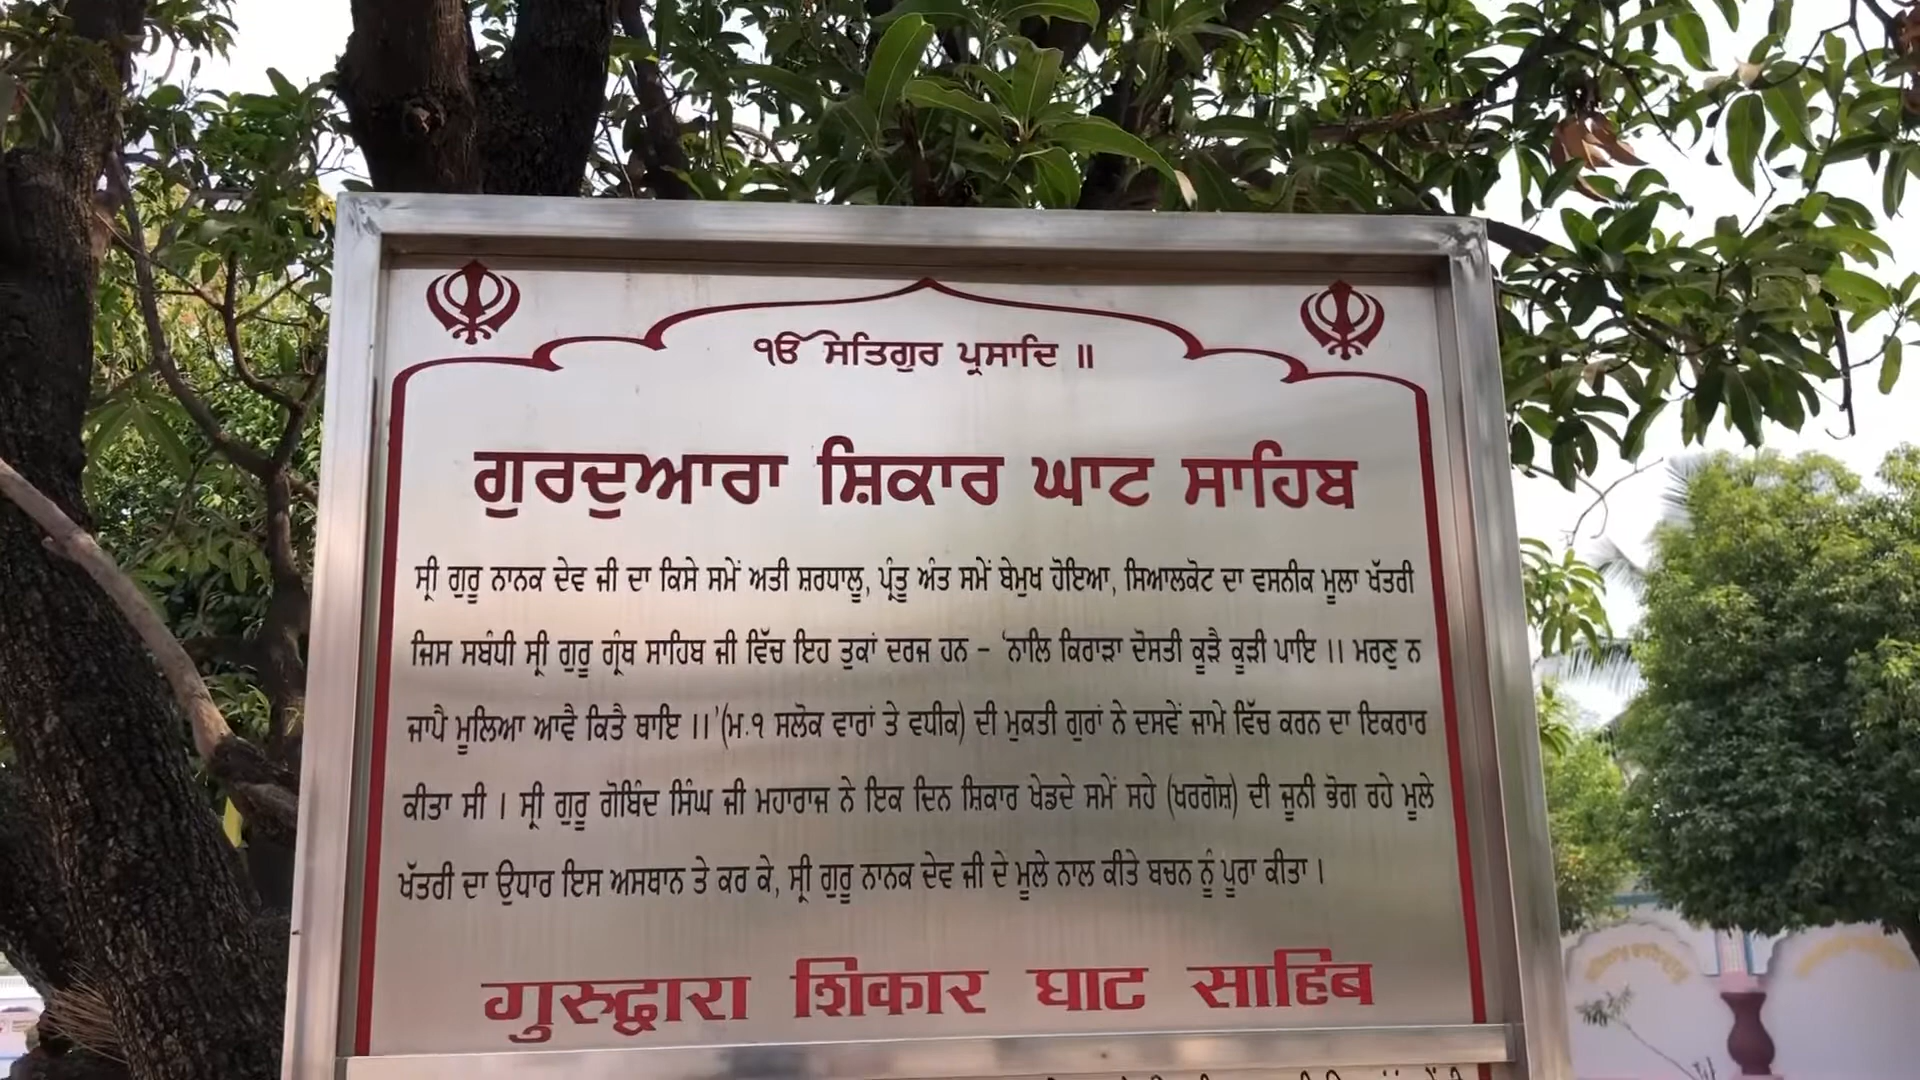 ੴ ਸਤਿਗੁਰ ਪ੍ਰਸਾਦਿ ॥
ਗੁਰਦੁਆਰਾ ਸ਼ਿਕਾਰ ਘਾਟ ਸਾਹਿਬ
ਸ੍ਰੀ ਗੁਰੂ ਨਾਨਕ ਦੇਵ ਜੀ ਦਾ ਕਿਸੇ ਸਮੇਂ ਅਤੀ ਸ਼ਰਧਾਲੂ, ਪ੍ਰੰਤੂ ਅੰਤ ਸਮੇਂ ਬੇਮੁਖ ਹੋਇਆ, ਸਿਆਲਕੋਟ ਦਾ ਵਸਨੀਕ ਮੂਲਾ ਖੱਤਰੀ
ਜਿਸ ਸਬੰਧੀ ਸ੍ਰੀ ਗੁਰੂ ਗ੍ਰੰਥ ਸਾਹਿਬ ਜੀ ਵਿੱਚ ਇਹ ਤੁਕਾਂ ਦਰਜ ਹਨ - 'ਨਾਲਿ ਕਿਰਾੜਾ ਦੋਸਤੀ ਕੂੜੈ ਕੂੜੀ ਪਾਇ ।। ਮਰਣੁ ਨ
ਜਾਪੈ ਮੂਲਿਆ ਆਵੈ ਕਿਤੈ ਥਾਇ ।।'(ਮ.੧ ਸਲੋਕ ਵਾਰਾਂ ਤੇ ਵਧੀਕ) ਦੀ ਮੁਕਤੀ ਗੁਰਾਂ ਨੇ ਦਸਵੇਂ ਜਾਮੇ ਵਿੱਚ ਕਰਨ ਦਾ ਇਕਰਾਰ
ਕੀਤਾ ਸੀ । ਸ੍ਰੀ ਗੁਰੂ ਗੋਬਿੰਦ ਸਿੰਘ ਜੀ ਮਹਾਰਾਜ ਨੇ ਇਕ ਦਿਨ ਸ਼ਿਕਾਰ ਖੇਡਦੇ ਸਮੇਂ ਸਹੇ (ਖਰਗੋਸ਼) ਦੀ ਜੂਨੀ ਭੋਗ ਰਹੇ ਮੂਲੇ
ਖੱਤਰੀ ਦਾ ਉਧਾਰ ਇਸ ਅਸਥਾਨ ਤੇ ਕਰ ਕੇ, ਸ੍ਰੀ ਗੁਰੂ ਨਾਨਕ ਦੇਵ ਜੀ ਦੇ ਮੂਲੇ ਨਾਲ ਕੀਤੇ ਬਚਨ ਨੂੰ ਪੂਰਾ ਕੀਤਾ ।
गुरुद्वारा शिकार घाट साहिब